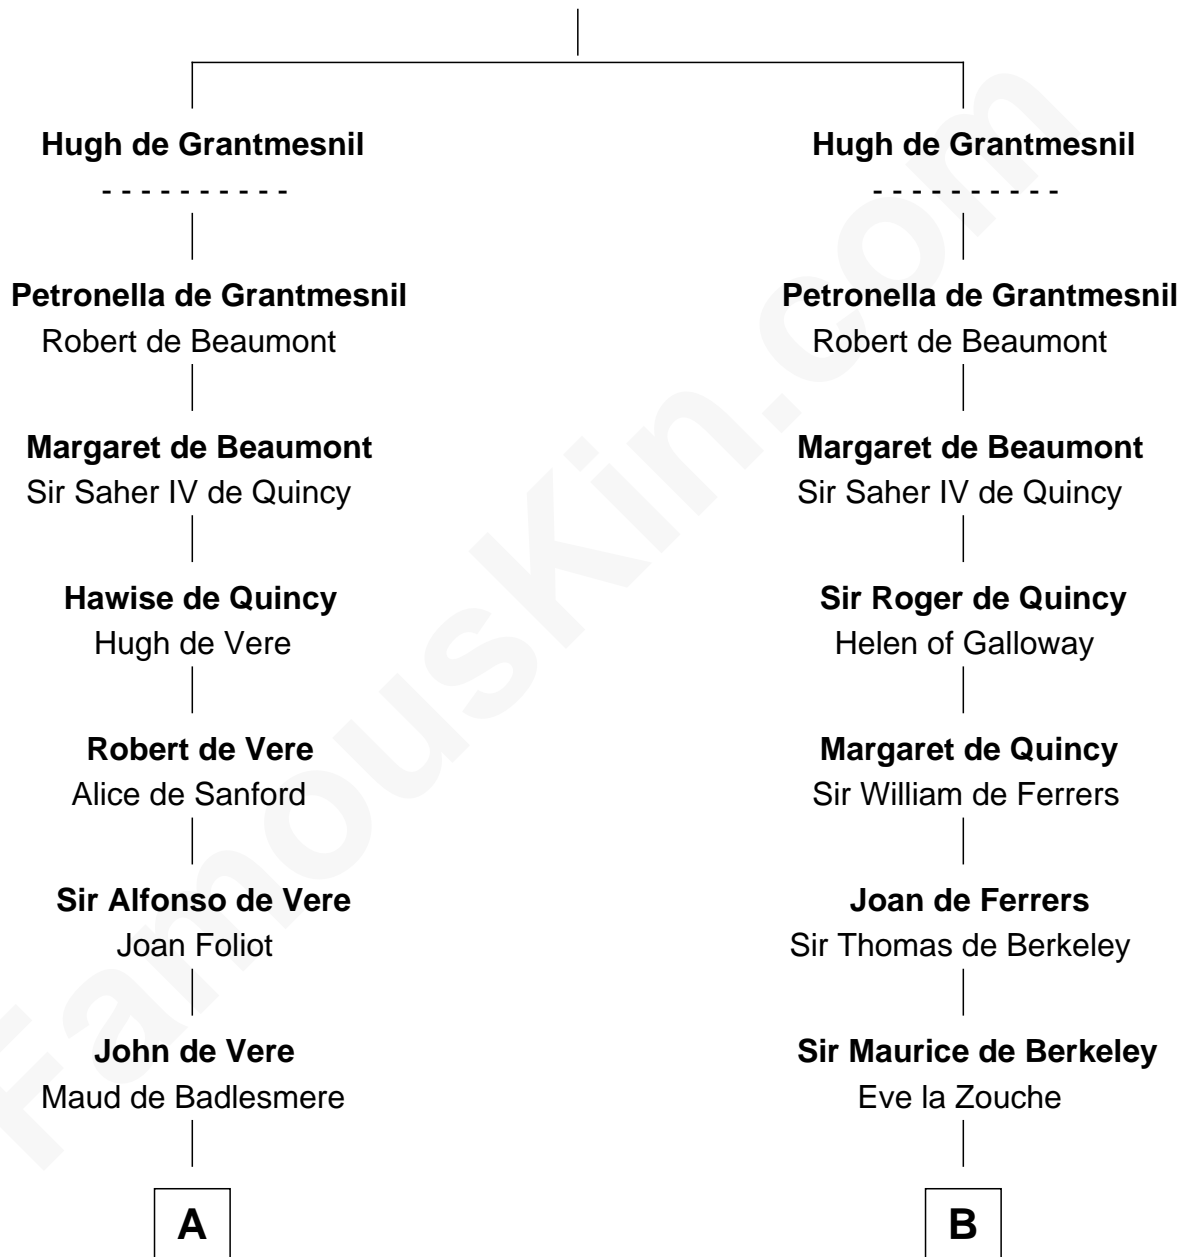 Hugh de Grantmesnil
- - - - - - - - - -
Petronella de Grantmesnil
Robert de Beaumont
Margaret de Beaumont
Sir Saher IV de Quincy
Hawise de Quincy
Hugh de Vere
Robert de Vere
Alice de Sanford
Sir Alfonso de Vere
Joan Foliot
John de Vere
Maud de Badlesmere
A
Hugh de Grantmesnil
- - - - - - - - - -
Petronella de Grantmesnil
Robert de Beaumont
Margaret de Beaumont
Sir Saher IV de Quincy
Sir Roger de Quincy
Helen of Galloway
Margaret de Quincy
Sir William de Ferrers
Joan de Ferrers
Sir Thomas de Berkeley
Sir Maurice de Berkeley
Eve la Zouche
B
FamousKin.com